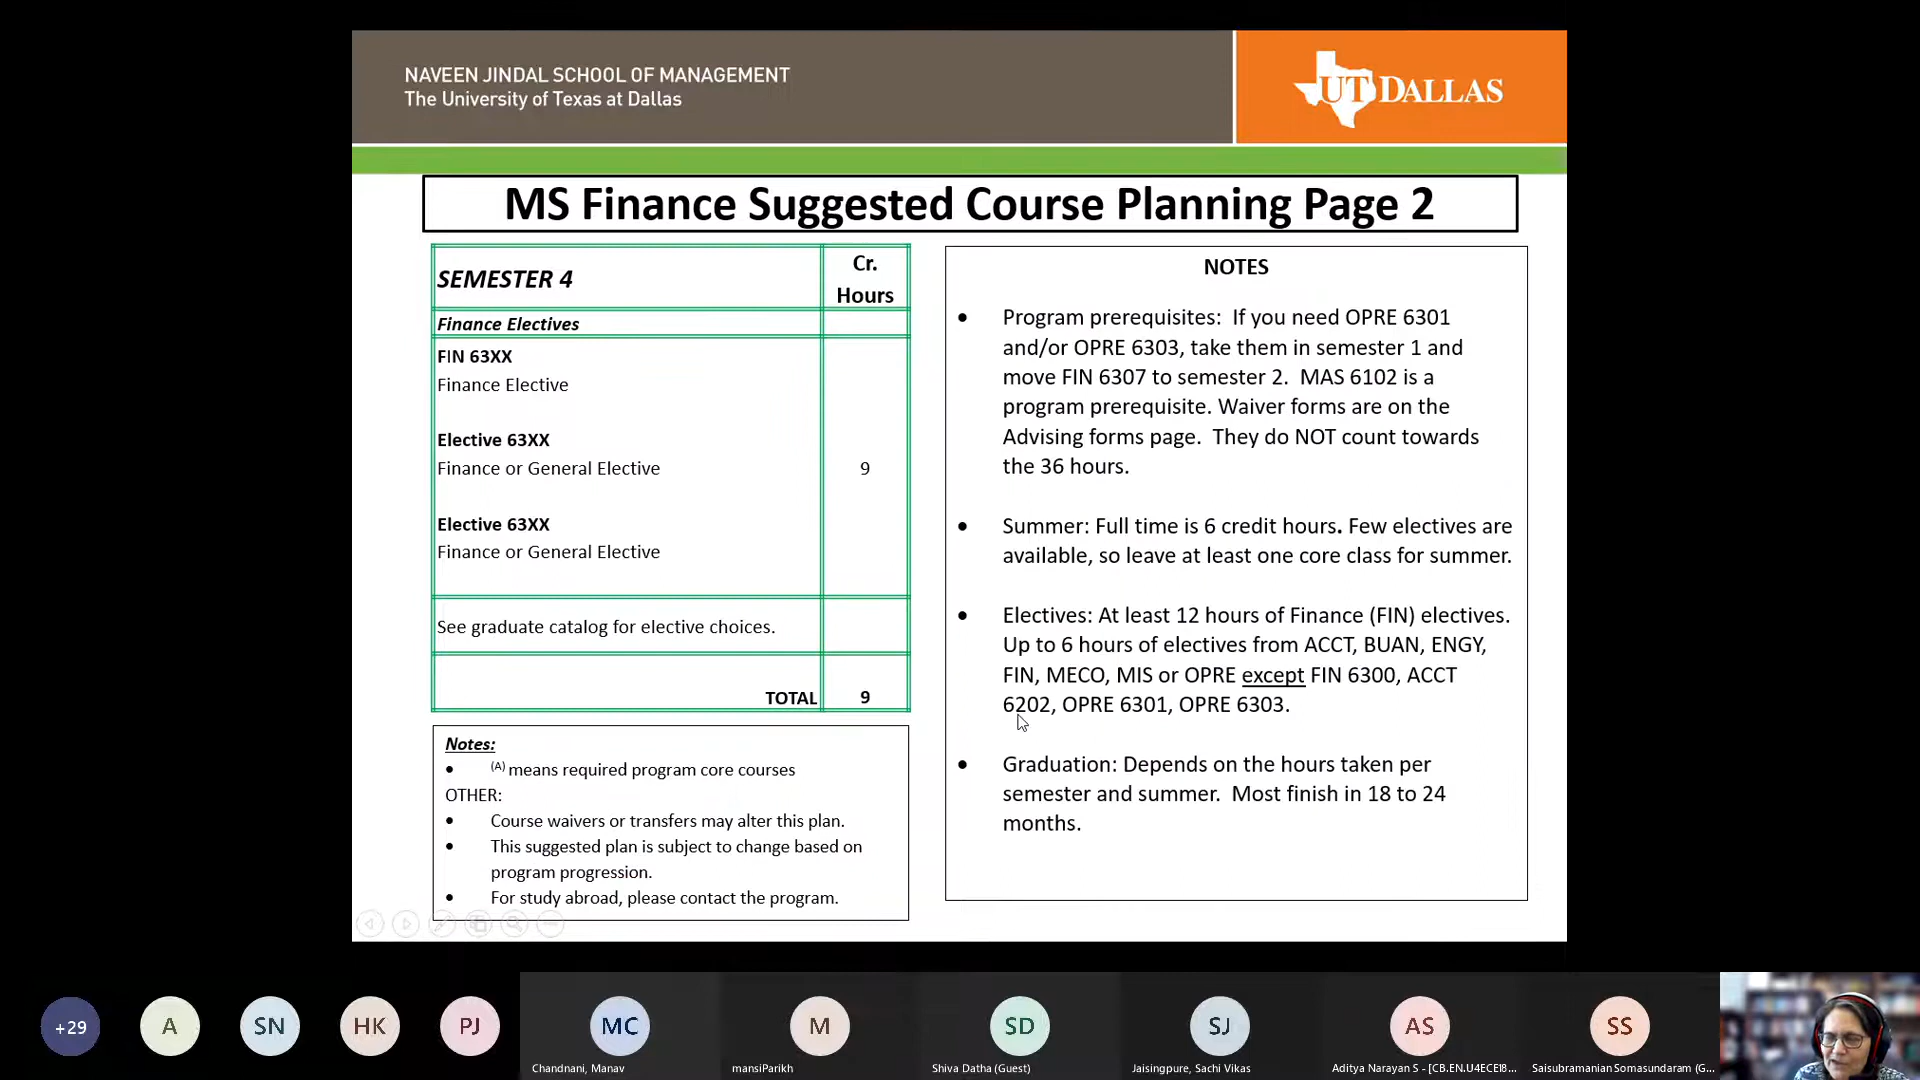 NAVEEN JINDAL SCHOOL OF MANAGEMENT
The University of Texas at Dallas
UT DALLAS
MS Finance Suggested Course Planning Page 2
SEMESTER 4
Cr.
Hours
Finance Electives
FIN 63XX
Finance Elective
Elective 63XX
Finance or General Elective
9
Elective 63XX
Finance or General Elective
See graduate catalog for elective choices.
TOTAL
9
Notes:
• (A) means required program core courses
OTHER:
• Course waivers or transfers may alter this plan.
• This suggested plan is subject to change based on
program progression.
• For study abroad, please contact the program.
NOTES
• Program prerequisites: If you need OPRE 6301
and/or OPRE 6303, take them in semester 1 and
move FIN 6307 to semester 2. MAS 6102 is a
program prerequisite. Waiver forms are on the
Advising forms page. They do NOT count towards
the 36 hours.
• Summer: Full time is 6 credit hours. Few electives are
available, so leave at least one core class for summer.
• Electives: At least 12 hours of Finance (FIN) electives.
Up to 6 hours of electives from ACCT, BUAN, ENGY,
FIN, MECO, MIS or OPRE except FIN 6300, ACCT
6202, OPRE 6301, OPRE 6303.
• Graduation: Depends on the hours taken per
semester and summer. Most finish in 18 to 24
months.
+29
A
SN
HK
PJ
MC
M
SD
SJ
AS
SS
Chandnani, Manav
mansiParikh
Shiva Datha (Guest)
Jaisingpure, Sachi Vikas
Aditya Narayan S - [CB.EN.U4ECE18...
Saisubramanian Somasundaram (G...